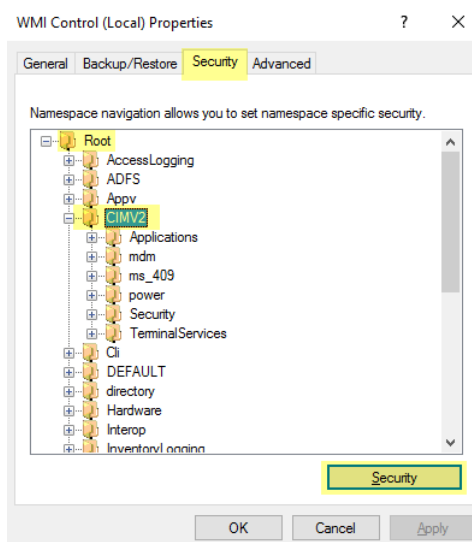 WMI Control (Local) Properties ? ×
General Backup/Restore Security Advanced
Namespace navigation allows you to set namespace specific security.
Root
AccessLogging
ADFS
Appv
CIMV2
Applications
mdm
ms_409
power
Security
TerminalServices
Cli
DEFAULT
directory
Hardware
Interop
InventoryLogging
Security
OK Cancel Apply